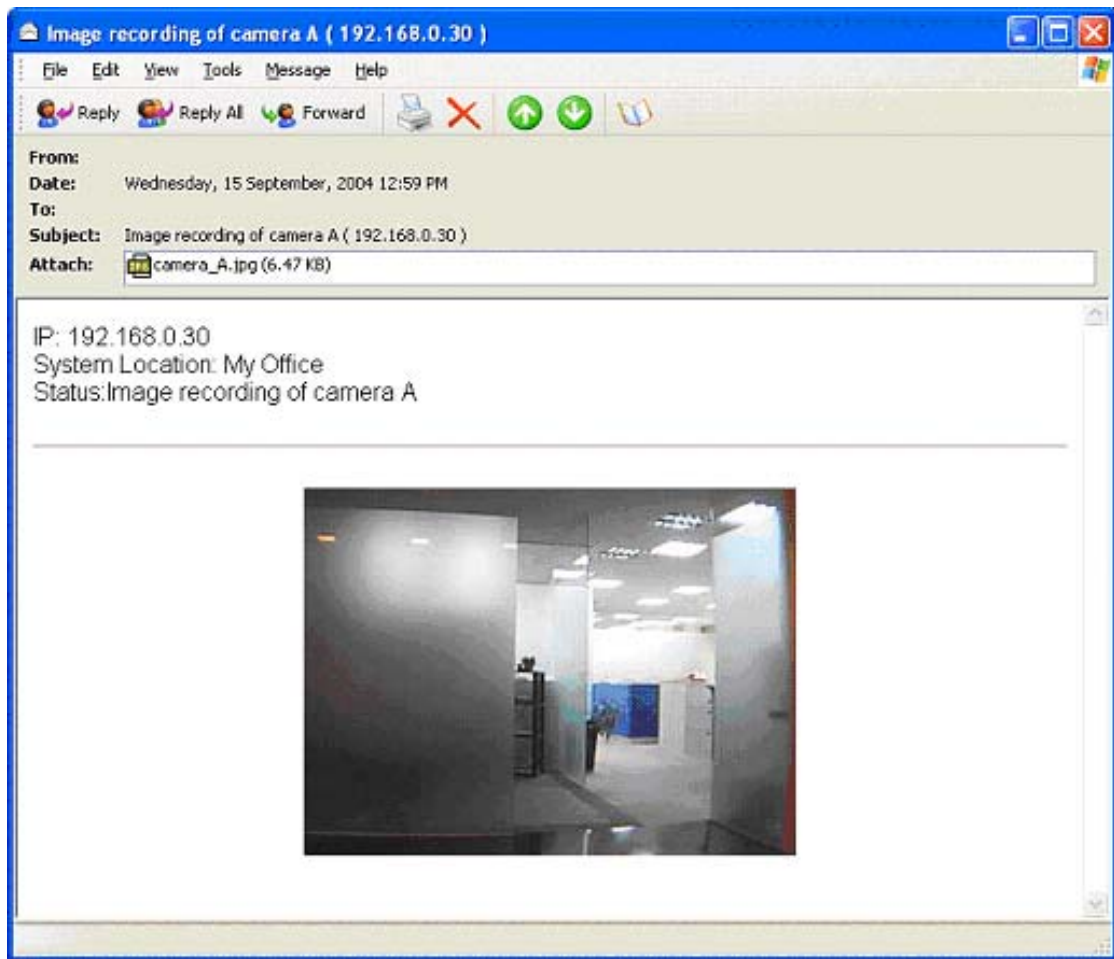 Image recording of camera A ( 192.168.0.30 )
File Edit View Tools Message Help
Reply Reply All Forward
From:
Date: Wednesday, 15 September, 2004 12:59 PM
To:
Subject: Image recording of camera A ( 192.168.0.30 )
Attach: camera_A.jpg (6.47 KB)
IP: 192.168.0.30
System Location: My Office
Status:Image recording of camera A